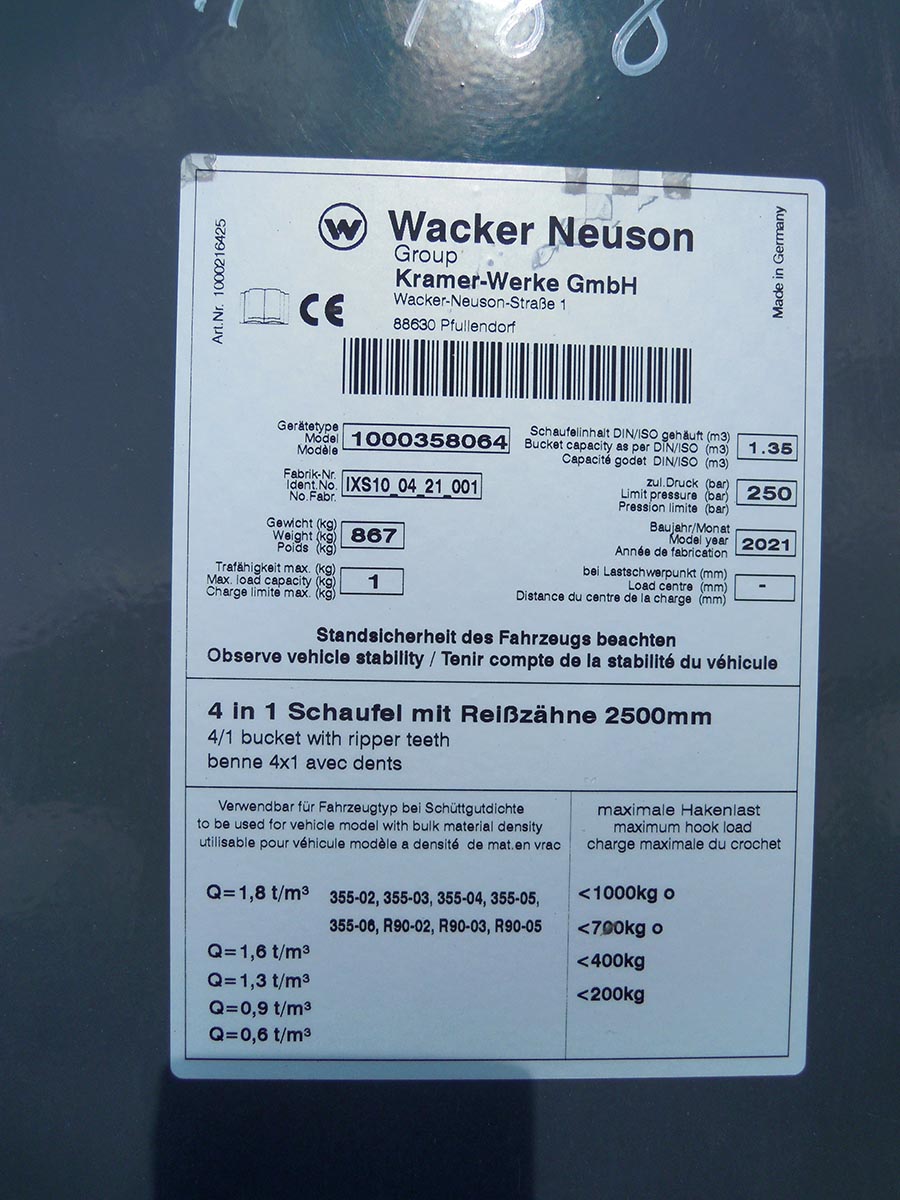 188
Art.Nr. 1000216425
W Wacker Neuson
Group
Kramer-Werke GmbH
Wacker-Neuson-Straße 1
88630 Pfullendorf
Made in Germany
CE
Gerätetype
Model
Modèle
1000358064
Schaufelinhalt DIN/ISO gehäuft (m3)
Bucket capacity as per DIN/ISO (m3)
Capacité godet DIN/ISO (m3)
1.35
Fabrik-Nr.
Ident.No.
No.Fabr.
IXS10_04_21_001
zul.Druck (bar)
Limit pressure (bar)
Pression limite (bar)
250
Gewicht (kg)
Weight (kg)
Poids (kg)
867
Baujahr/Monat
Model year
Année de fabrication
2021
Trafähigkeit max. (kg)
Max. load capacity (kg)
Charge limite max. (kg)
1
bei Lastschwerpunkt (mm)
Load centre (mm)
Distance du centre de la charge (mm)
-
Standsicherheit des Fahrzeugs beachten
Observe vehicle stability / Tenir compte de la stabilité du véhicule
4 in 1 Schaufel mit Reißzähne 2500mm
4/1 bucket with ripper teeth
benne 4x1 avec dents
Verwendbar für Fahrzeugtyp bei Schüttgutdichte
to be used for vehicle model with bulk material density
utilisable pour véhicule modèle a densité de mat.en vrac
maximale Hakenlast
maximum hook load
charge maximale du crochet
Q=1,8 t/m³ 355-02, 355-03, 355-04, 355-05,
355-06, R90-02, R90-03, R90-05
Q=1,6 t/m³
Q=1,3 t/m³
Q=0,9 t/m³
Q=0,6 t/m³
<1000kg o
<700kg o
<400kg
<200kg